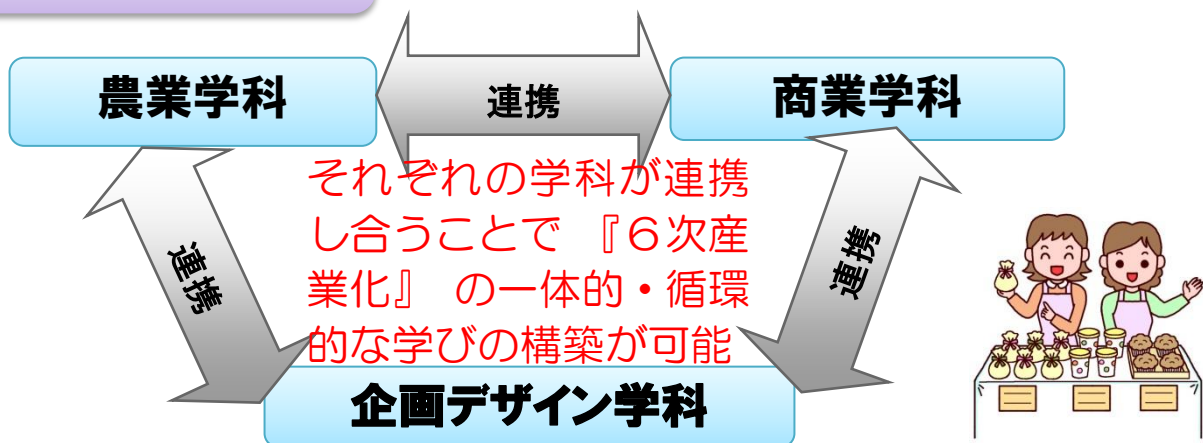 農業学科
連携
商業学科
それぞれの学科が連携
し合うことで 『６次産
業化』 の一体的・循環
的な学びの構築が可能
連携
連携
企画デザイン学科